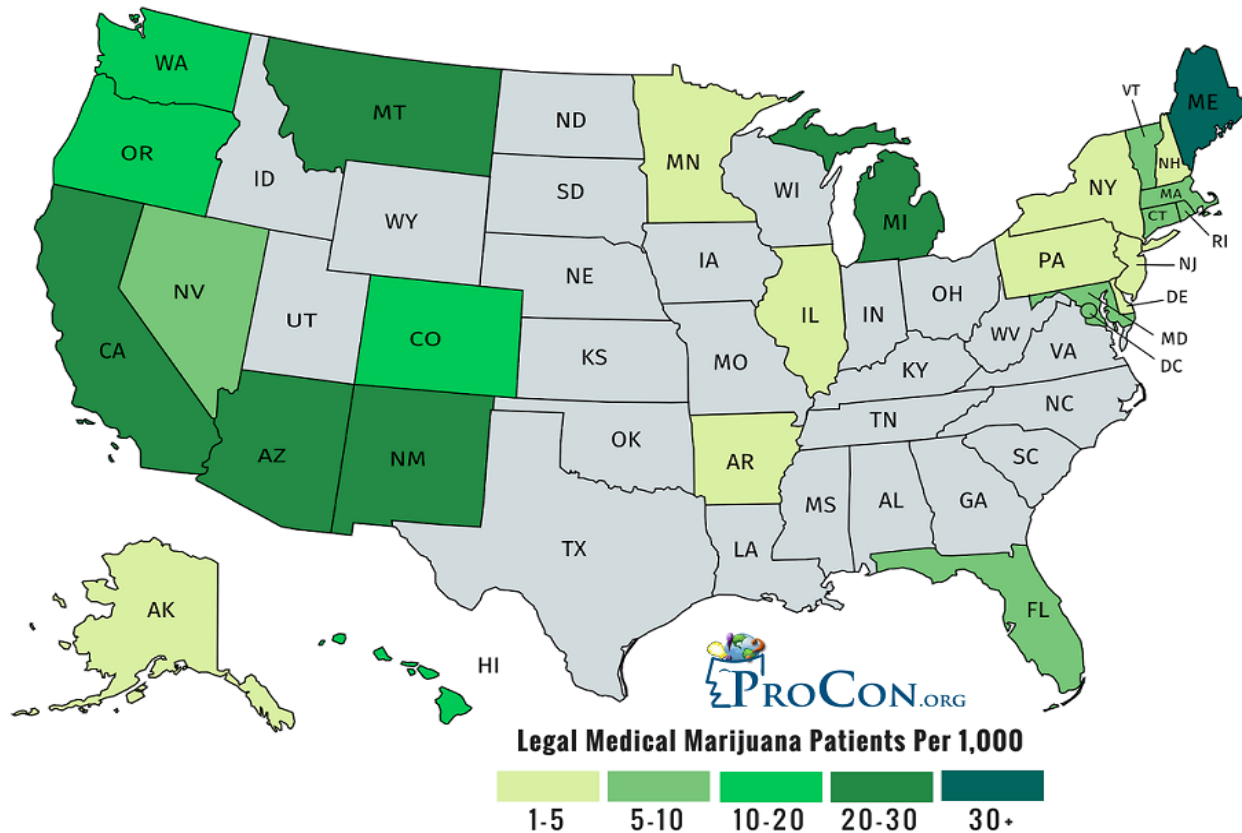 WA
MT
ND
MN
VT
ME
OR
ID
SD
WI
NH
NY
MA
WY
MI
CT
RI
IA
PA
NJ
NE
NV
OH
DE
UT
IL
IN
CO
WV
MD
CA
KS
MO
VA
DC
KY
NC
TN
OK
AZ
NM
AR
SC
MS
AL
GA
TX
LA
AK
FL
HI
PROCON.ORG
Legal Medical Marijuana Patients Per 1,000
1-5 5-10 10-20 20-30 30+